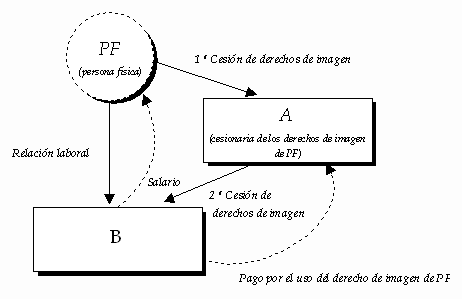 PF
(persona física)
1ª Cesión de derechos de imagen
A
(cesionaria de los derechos de imagen
de PF)
Relación laboral
Salario
2ª Cesión de
derechos de imagen
B
Pago por el uso del derecho de imagen de PF